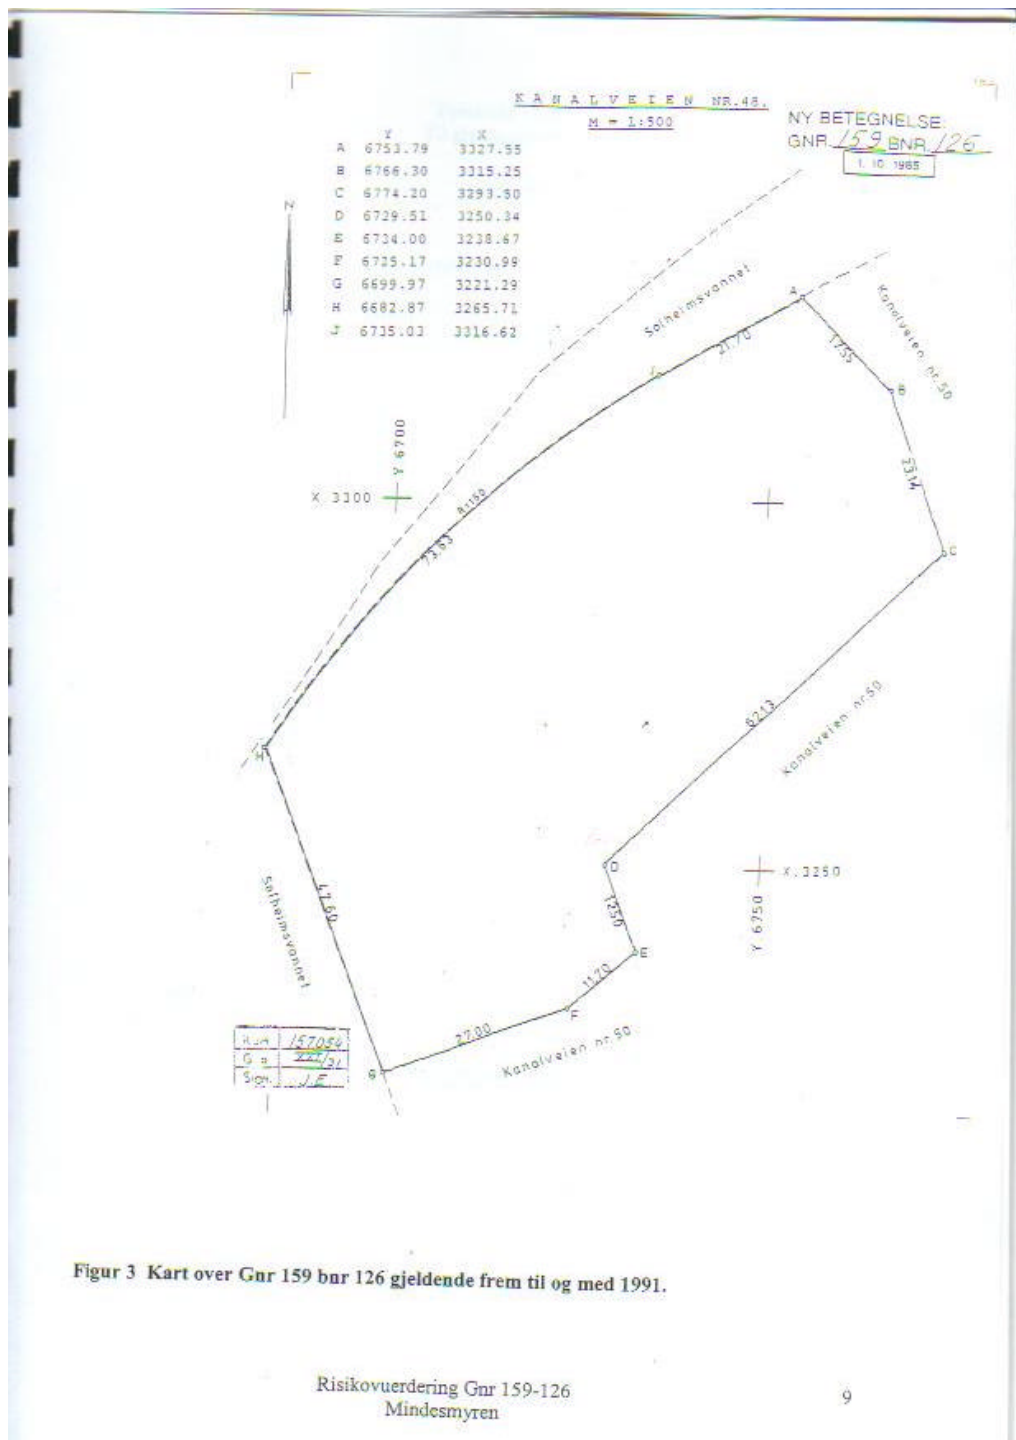 KANALVEIEN NR.48.
M = 1:500
NY BETEGNELSE:
GNR. 159 BNR. 126
1. 10. 1985
Y X
A 6753.79 3327.55
B 6766.30 3315.25
C 6774.20 3293.50
D 6729.51 3250.34
E 6734.00 3238.67
F 6725.17 3230.99
G 6699.97 3221.29
H 6682.87 3265.71
J 6735.03 3316.62
N
Solheimsvannet
A
Kanalveien nr.50
21.70
17.55
J
B
Y 6700
X 3300
R=150
23.14
73.63
C
62.13
Kanalveien nr.50
H
D
X.3250
Y 6750
Solheimsvannet
47.60
12.50
E
11.70
F
27.00
Kanalveien nr.50
G
157054
Sign. J.E
Figur 3 Kart over Gnr 159 bnr 126 gjeldende frem til og med 1991.
Risikovuerdering Gnr 159-126
Mindesmyren
9